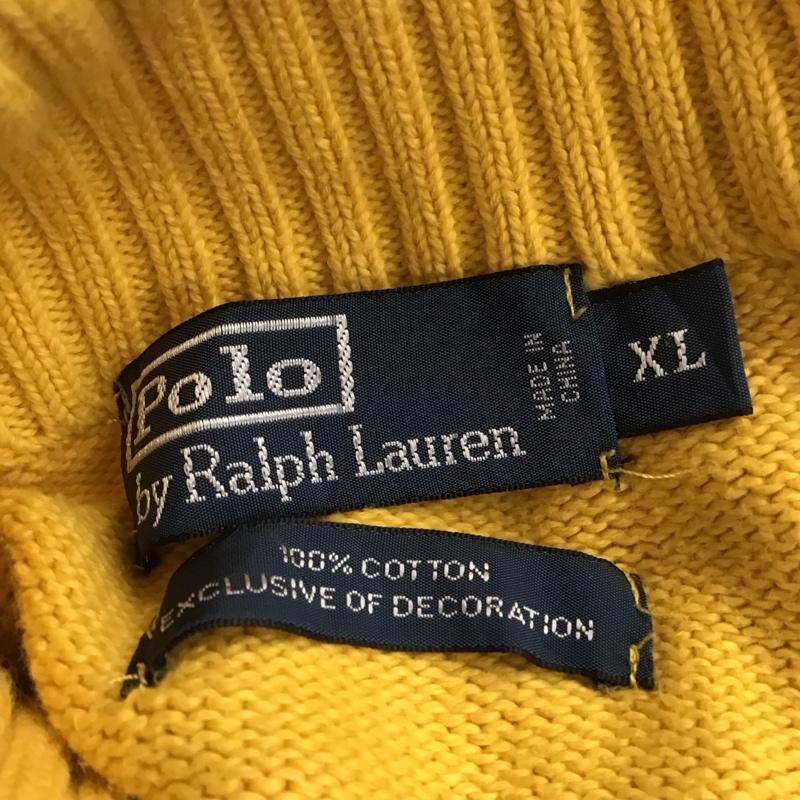 Polo
by Ralph Lauren
MADE IN
CHINA
XL
100% COTTON
EXCLUSIVE OF DECORATION